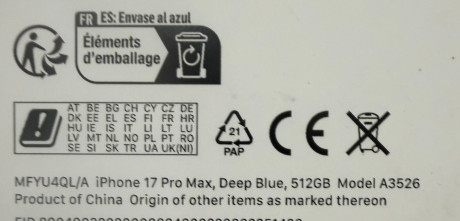 FR ES: Envase al azul
Éléments
d'emballage
AT BE BG CH CY CZ DE
DK EE EL ES FI FR HR
HU IE IS IT LI LT LU
LV MT NL NO PL PT RO
SE SI SK TR UA UK(NI)
21
PAP
CE
MFYU4QL/A iPhone 17 Pro Max, Deep Blue, 512GB Model A3526
A China Origin of other items as marked thereon